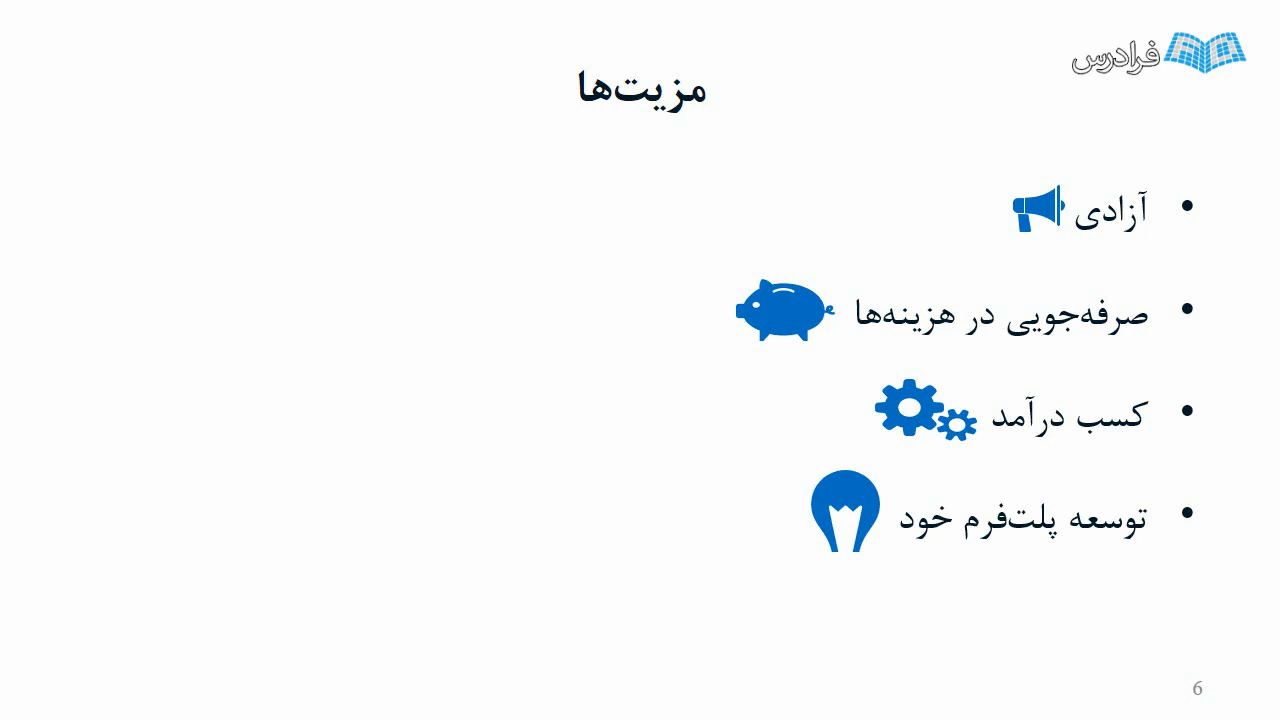 فرادرس
مزیت‌ها
• آزادی
• صرفه‌جویی در هزینه‌ها
• کسب درآمد
• توسعه پلت‌فرم خود
6